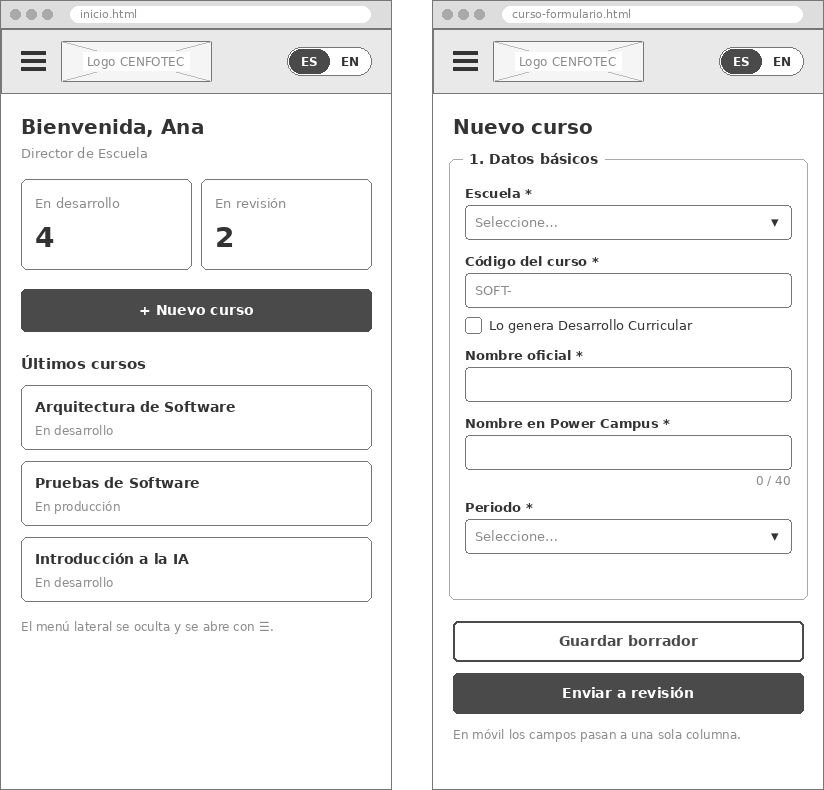 inicio.html
Logo CENFOTEC
ES EN
Bienvenida, Ana
Director de Escuela
En desarrollo
4
En revisión
2
+ Nuevo curso
Últimos cursos
Arquitectura de Software
En desarrollo
Pruebas de Software
En producción
Introducción a la IA
En desarrollo
El menú lateral se oculta y se abre con ☰.
curso-formulario.html
Logo CENFOTEC
ES EN
Nuevo curso
1. Datos básicos
Escuela *
Seleccione...
Código del curso *
SOFT-
Lo genera Desarrollo Curricular
Nombre oficial *
Nombre en Power Campus *
0 / 40
Periodo *
Seleccione...
Guardar borrador
Enviar a revisión
En móvil los campos pasan a una sola columna.